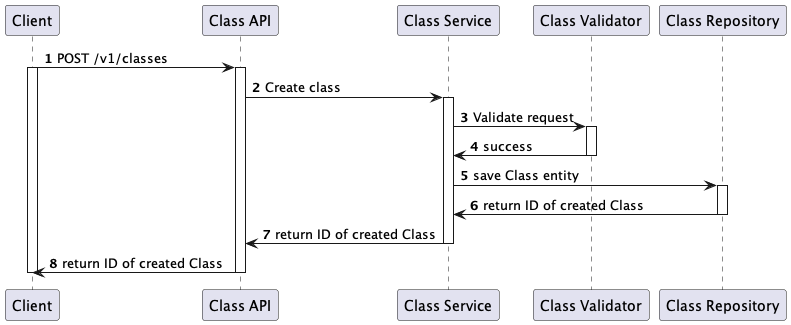 Client
Class API
Class Service
Class Validator
Class Repository
1 POST /v1/classes
2 Create class
3 Validate request
4 success
5 save Class entity
6 return ID of created Class
7 return ID of created Class
8 return ID of created Class
Client
Class API
Class Service
Class Validator
Class Repository